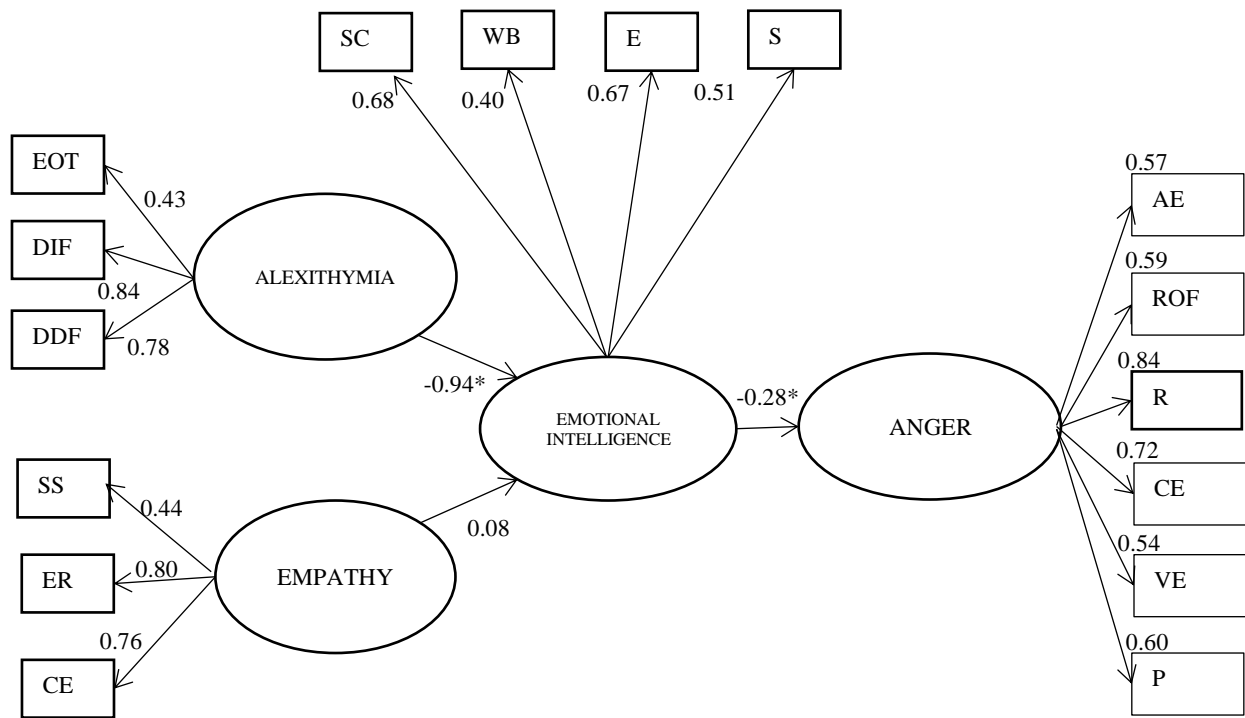 SC
WB
E
S
0.68
0.40
0.67
0.51
EOT
DIF
DDF
0.43
0.84
0.78
ALEXITHYMIA
-0.94*
SS
ER
CE
0.44
0.80
0.76
EMPATHY
0.08
EMOTIONAL
INTELLIGENCE
-0.28*
ANGER
0.57
AE
0.59
ROF
0.84
R
0.72
CE
0.54
VE
0.60
P